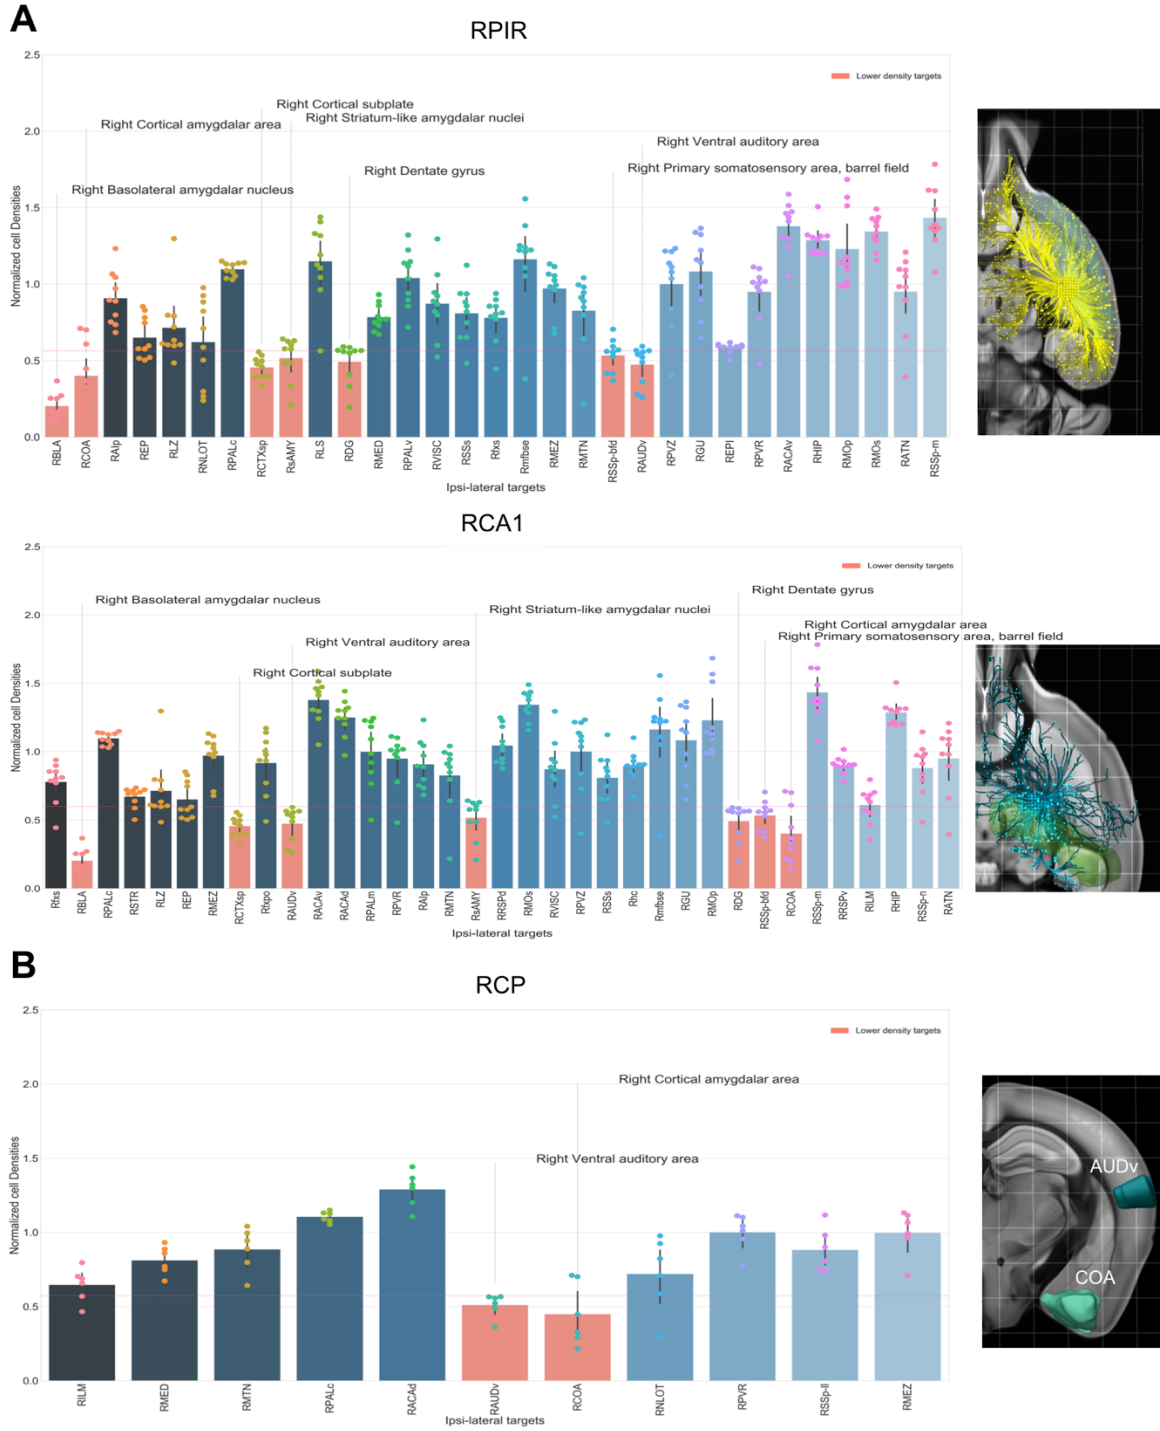 A
RPIR
2.5
Lower density targets
Right Cortical subplate
Right Striatum-like amygdalar nuclei
Right Cortical amygdalar area
2.0
Right Ventral auditory area
Right Dentate gyrus
Right Primary somatosensory area, barrel field
Right Basolateral amygdalar nucleus
1.5
1.0
0.5
0.0
Normalized cell Densities
RBLA RCOA RAIp REP RLZ RNLOT RPALc RCTXsp RsAMY RLS RDG RMED RPALv RVISC RSSs Rfxs Rmfbse RMEZ RMTN RSSp-bfd RAUDv RPVZ RGU REPI RPVR RACAv RHIP RMOp RMOs RATN RSSp-m
Ipsi-lateral targets
RCA1
2.5
Lower density targets
Right Dentate gyrus
Right Basolateral amygdalar nucleus
Right Striatum-like amygdalar nuclei
2.0
Right Cortical amygdalar area
Right Primary somatosensory area, barrel field
Right Ventral auditory area
Right Cortical subplate
1.5
1.0
0.5
0.0
Normalized cell Densities
Rfxs RBLA RPALc RSTR RLZ REP RMEZ RCTXsp Rfxpo RAUDv RACAv RACAd RPALm RPVR RAIp RMTN RsAMY RRSPd RMOs RVISC RPVZ RSSs Rhc Rmfbse RGU RMOp RDG RSSp-bfd RCOA RSSp-m RRSPv RILM RHIP RSSp-n RATN
Ipsi-lateral targets
B
RCP
2.5
Lower density targets
Right Cortical amygdalar area
2.0
Right Ventral auditory area
1.5
1.0
0.5
0.0
Normalized cell Densities
RILM RMED RMTN RPALc RACAd RAUDv RCOA RNLOT RPVR RSSp-ll RMEZ
Ipsi-lateral targets
AUDv
COA